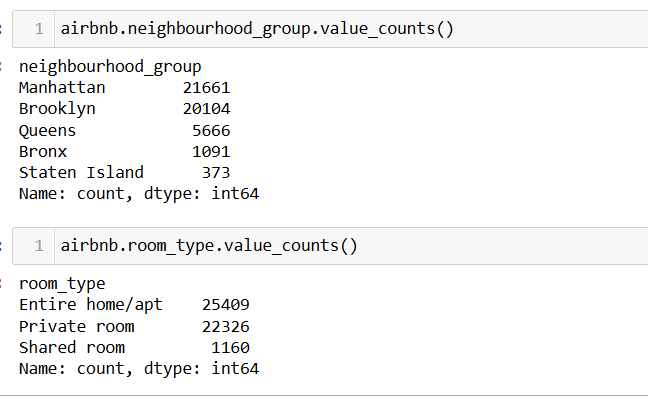 1 airbnb.neighbourhood_group.value_counts()
neighbourhood_group
Manhattan 21661
Brooklyn 20104
Queens 5666
Bronx 1091
Staten Island 373
Name: count, dtype: int64
1 airbnb.room_type.value_counts()
room_type
Entire home/apt 25409
Private room 22326
Shared room 1160
Name: count, dtype: int64